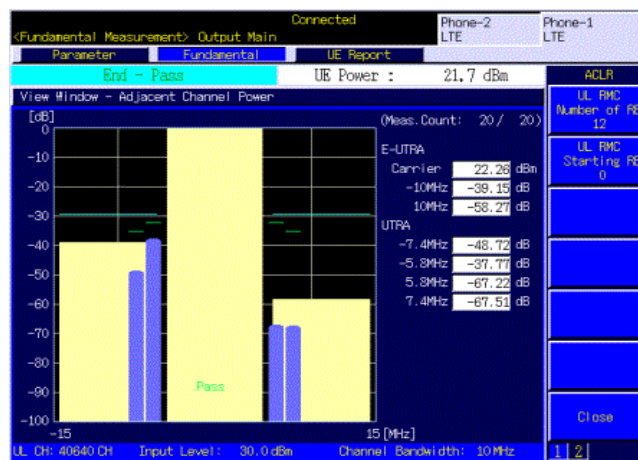 Connected
<Fundamental Measurement> Output Main
Phone-2
LTE
Phone-1
LTE
Parameter
Fundamental
UE Report
End - Pass
UE Power : 21.7 dBm
ACLR
View Window - Adjacent Channel Power
UL RMC
Number of RB
12
UL RMC
Starting RB
0
Close
1 2
[dB]
0
-10
-20
-30
-40
-50
-60
-70
-80
-90
-100
-15
15 [MHz]
Pass
(Meas.Count: 20/ 20)
E-UTRA
Carrier 22.26 dBm
-10MHz -39.15 dB
10MHz -58.27 dB
UTRA
-7.4MHz -48.72 dB
-5.8MHz -37.77 dB
5.8MHz -67.22 dB
7.4MHz -67.51 dB
UL CH: 40640 CH Input Level: 30.0 dBm Channel Bandwidth: 10 MHz